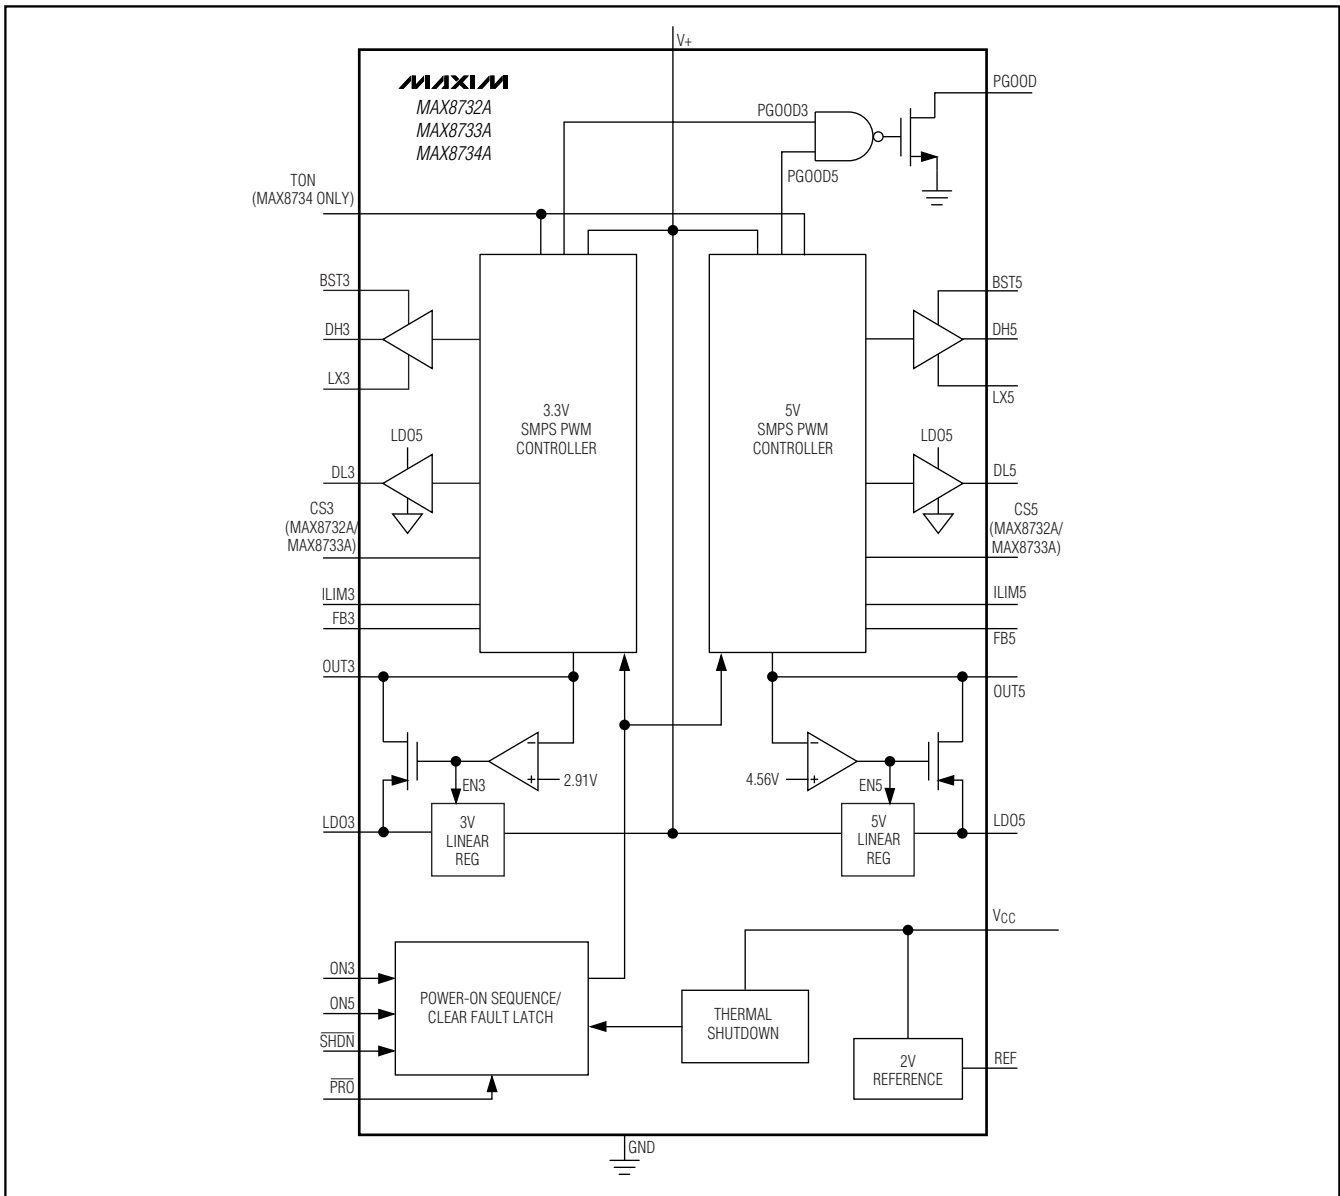 V+
MAXIM
MAX8732A
MAX8733A
MAX8734A
PGOOD
PGOOD3
PGOOD5
TON
(MAX8734 ONLY)
BST3
DH3
LX3
LDO5
DL3
CS3
(MAX8732A/
MAX8733A)
ILIM3
FB3
OUT3
3.3V
SMPS PWM
CONTROLLER
5V
SMPS PWM
CONTROLLER
BST5
DH5
LX5
LDO5
DL5
CS5
(MAX8732A/
MAX8733A)
ILIM5
FB5
OUT5
−
+
2.91V
EN3
4.56V
−
+
EN5
LDO3
3V
LINEAR
REG
5V
LINEAR
REG
LDO5
VCC
ON3
ON5
SHDN
PRO
POWER-ON SEQUENCE/
CLEAR FAULT LATCH
THERMAL
SHUTDOWN
2V
REFERENCE
REF
GND